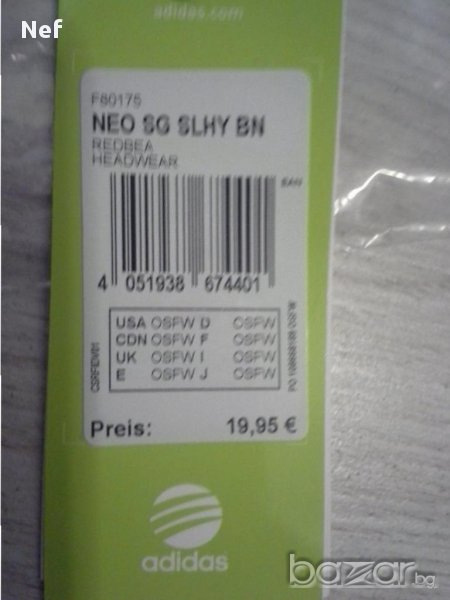 Nef
adidas.com
F80175
NEO SG SLHY BN
REDBEA
HEADWEAR
4 051938 674401
USA OSFW D OSFW
CDN OSFW F OSFW
UK OSFW I OSFW
E OSFW J OSFW
Preis: 19,95 €
adidas
bazar.бг